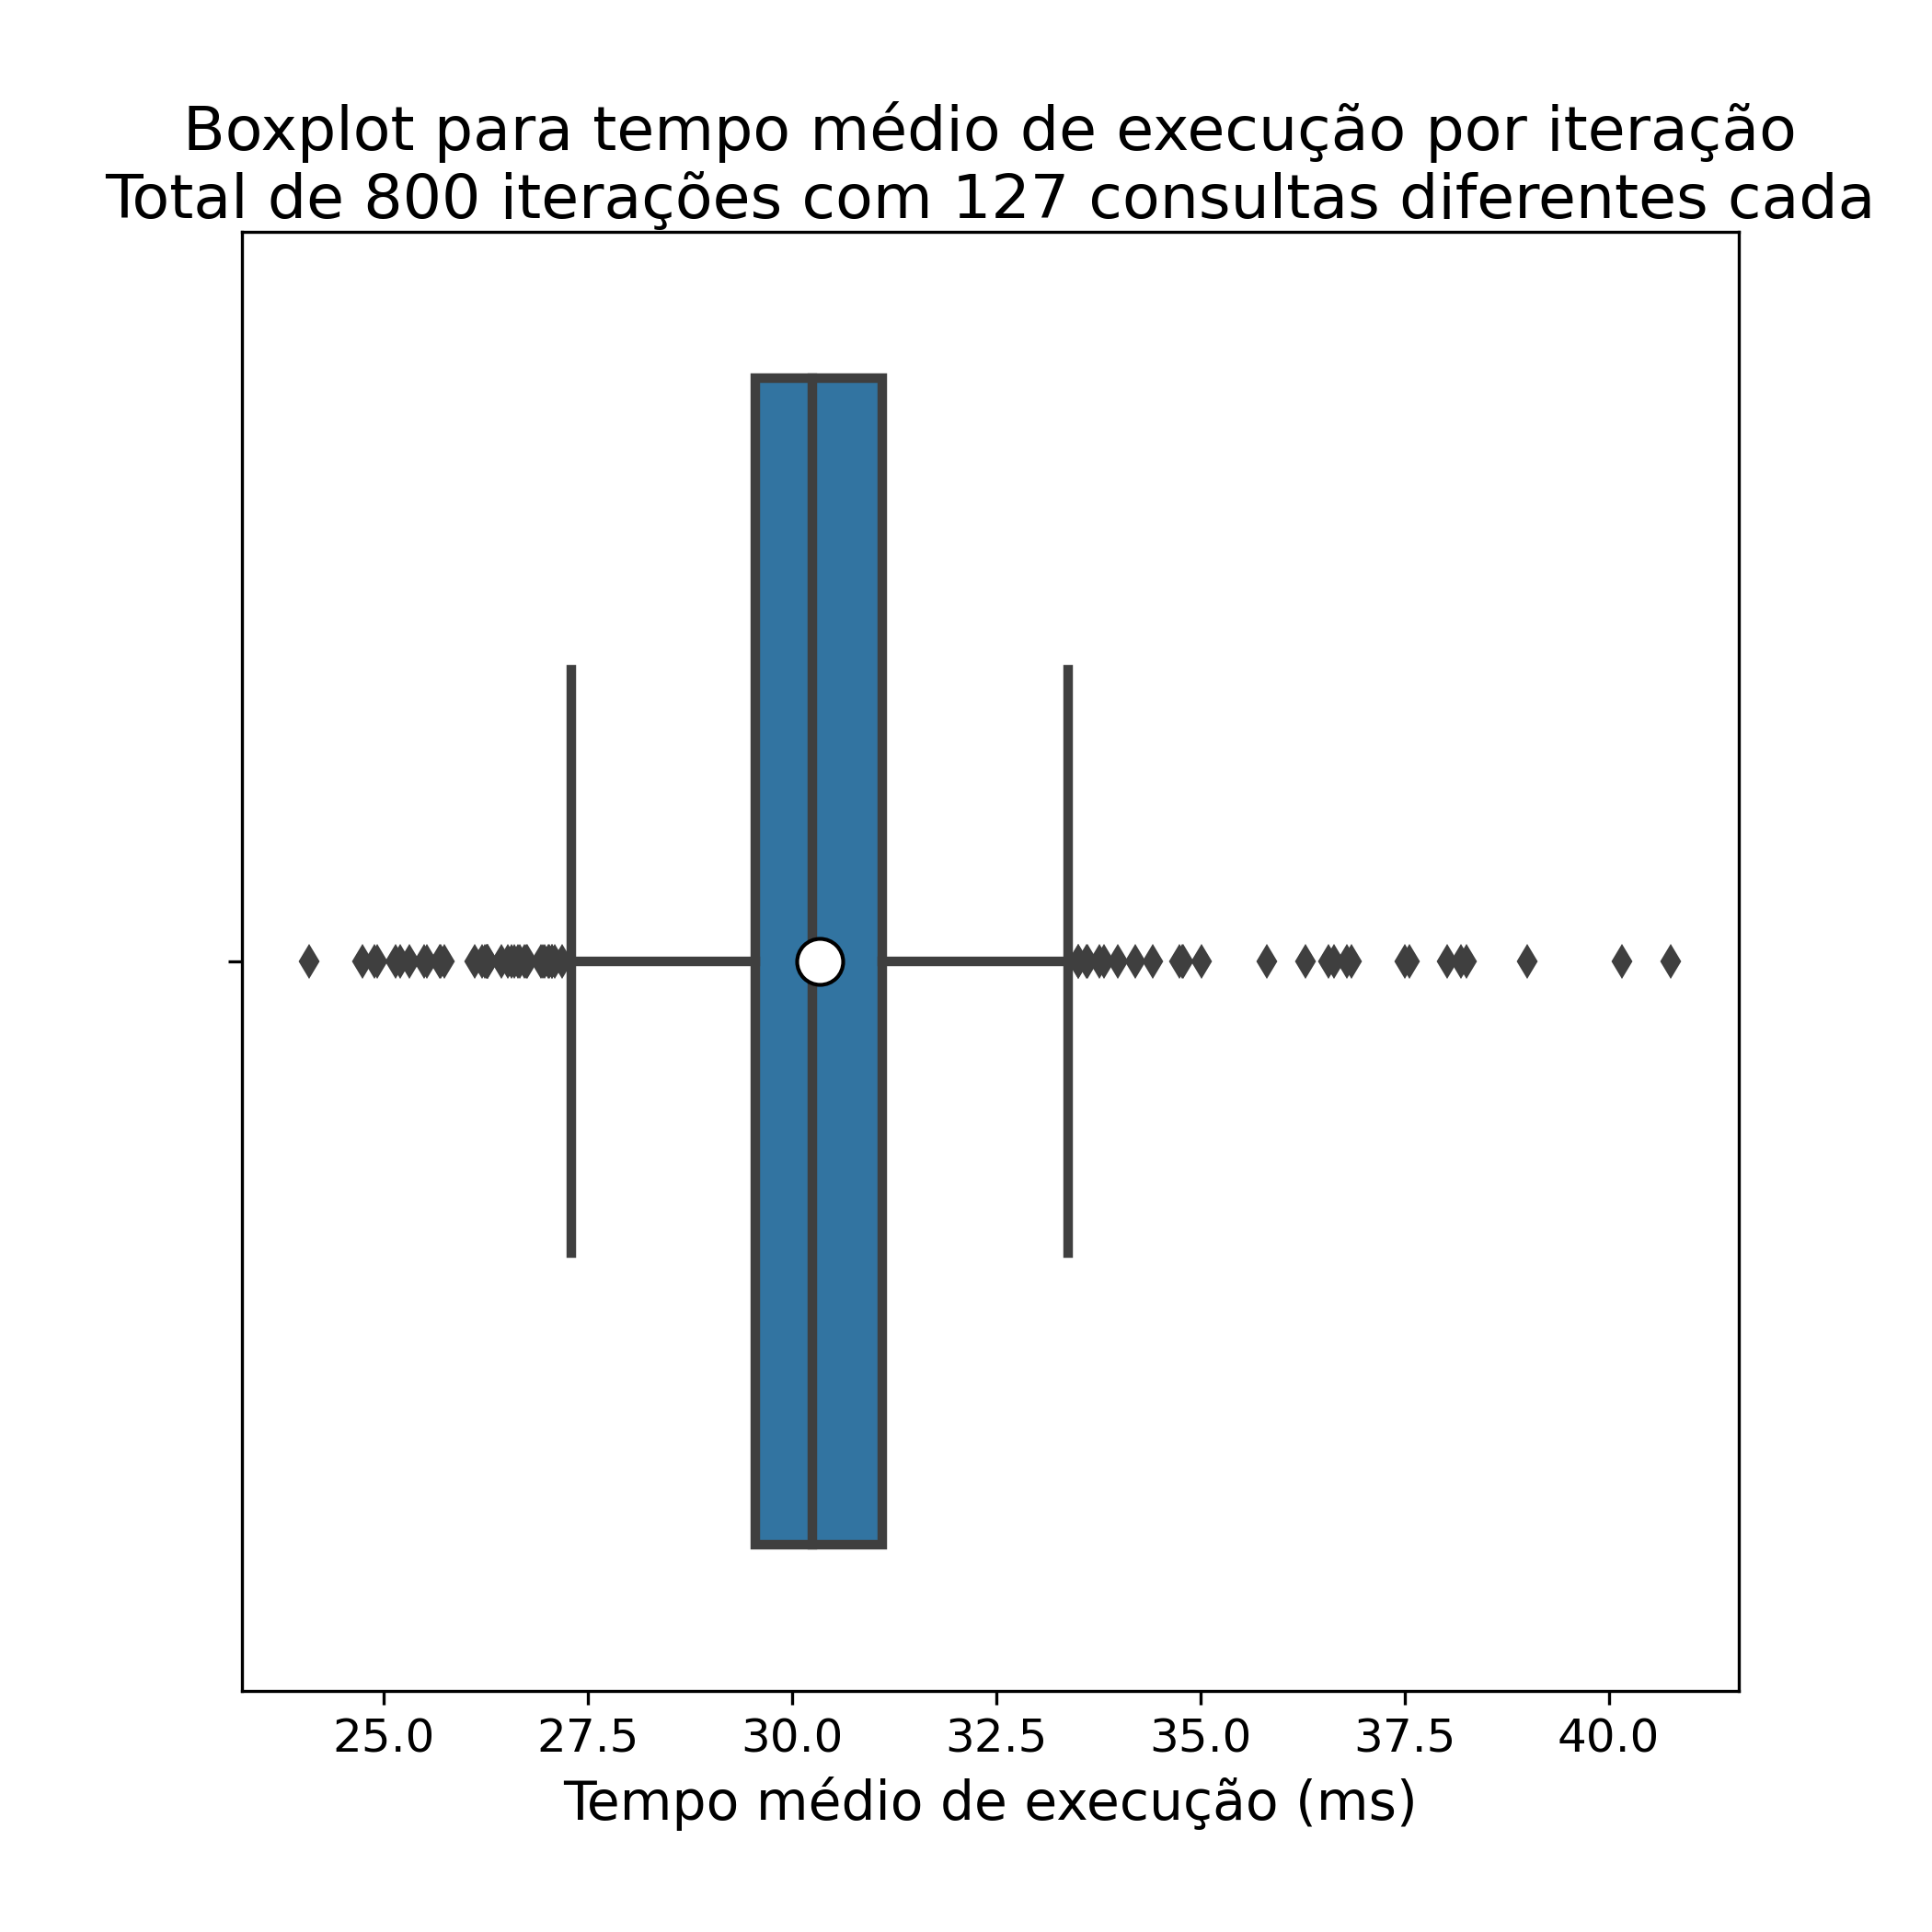 Boxplot para tempo médio de execução por iteração
Total de 800 iterações com 127 consultas diferentes cada
25.0 27.5 30.0 32.5 35.0 37.5 40.0
Tempo médio de execução (ms)